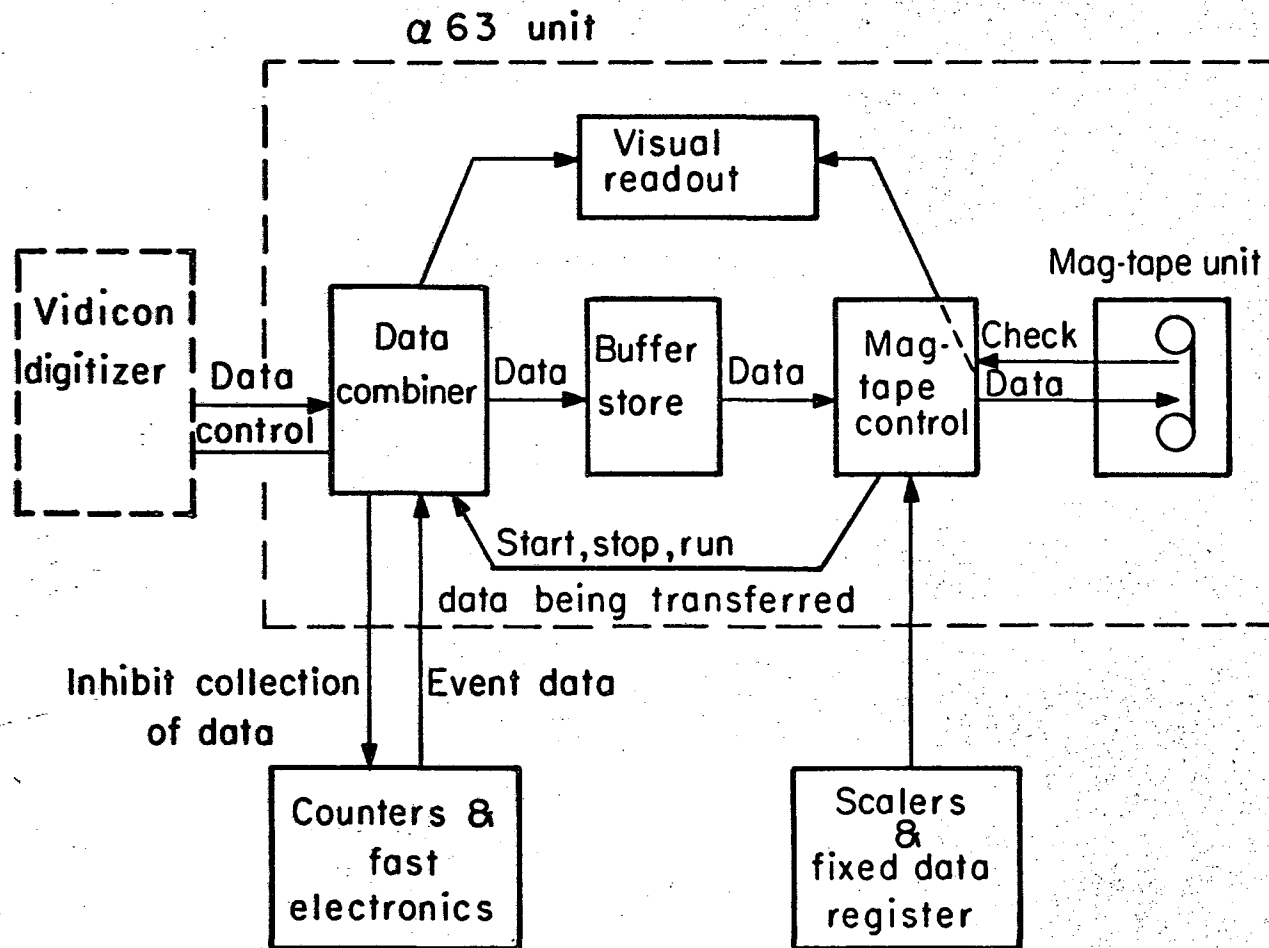 α 63 unit
Visual
readout
Mag-tape unit
Vidicon
digitizer
Data
control
Data
combiner
Data
Buffer
store
Data
Mag-
tape
control
Check
Data
Start, stop, run
data being transferred
Inhibit collection
of data
Event data
Counters &
fast
electronics
Scalers
&
fixed data
register